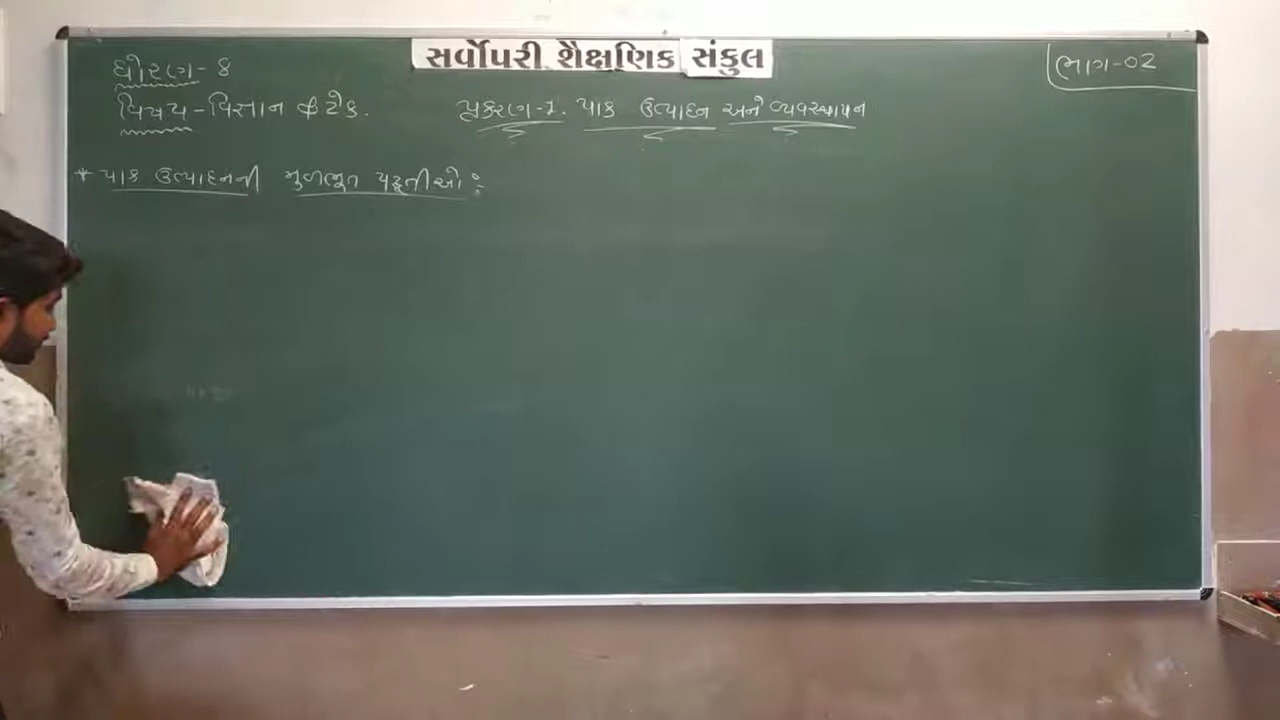 સર્વોપરી શૈક્ષણિક સંકુલ
ધોરણ-8
ભાગ-02
વિષય-વિજ્ઞાન & ટેક.
પ્રકરણ-1. પાક ઉત્પાદન અને વ્યવસ્થાપન
* પાક ઉત્પાદનની મુળભૂત પદ્ધતીઓ: